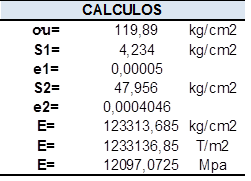 CALCULOS
σu= 119,89 kg/cm2
S1= 4,234 kg/cm2
e1= 0,00005
S2= 47,956 kg/cm2
e2= 0,0004046
E= 123313,685 kg/cm2
E= 1233136,85 T/m2
E= 12097,0725 Mpa